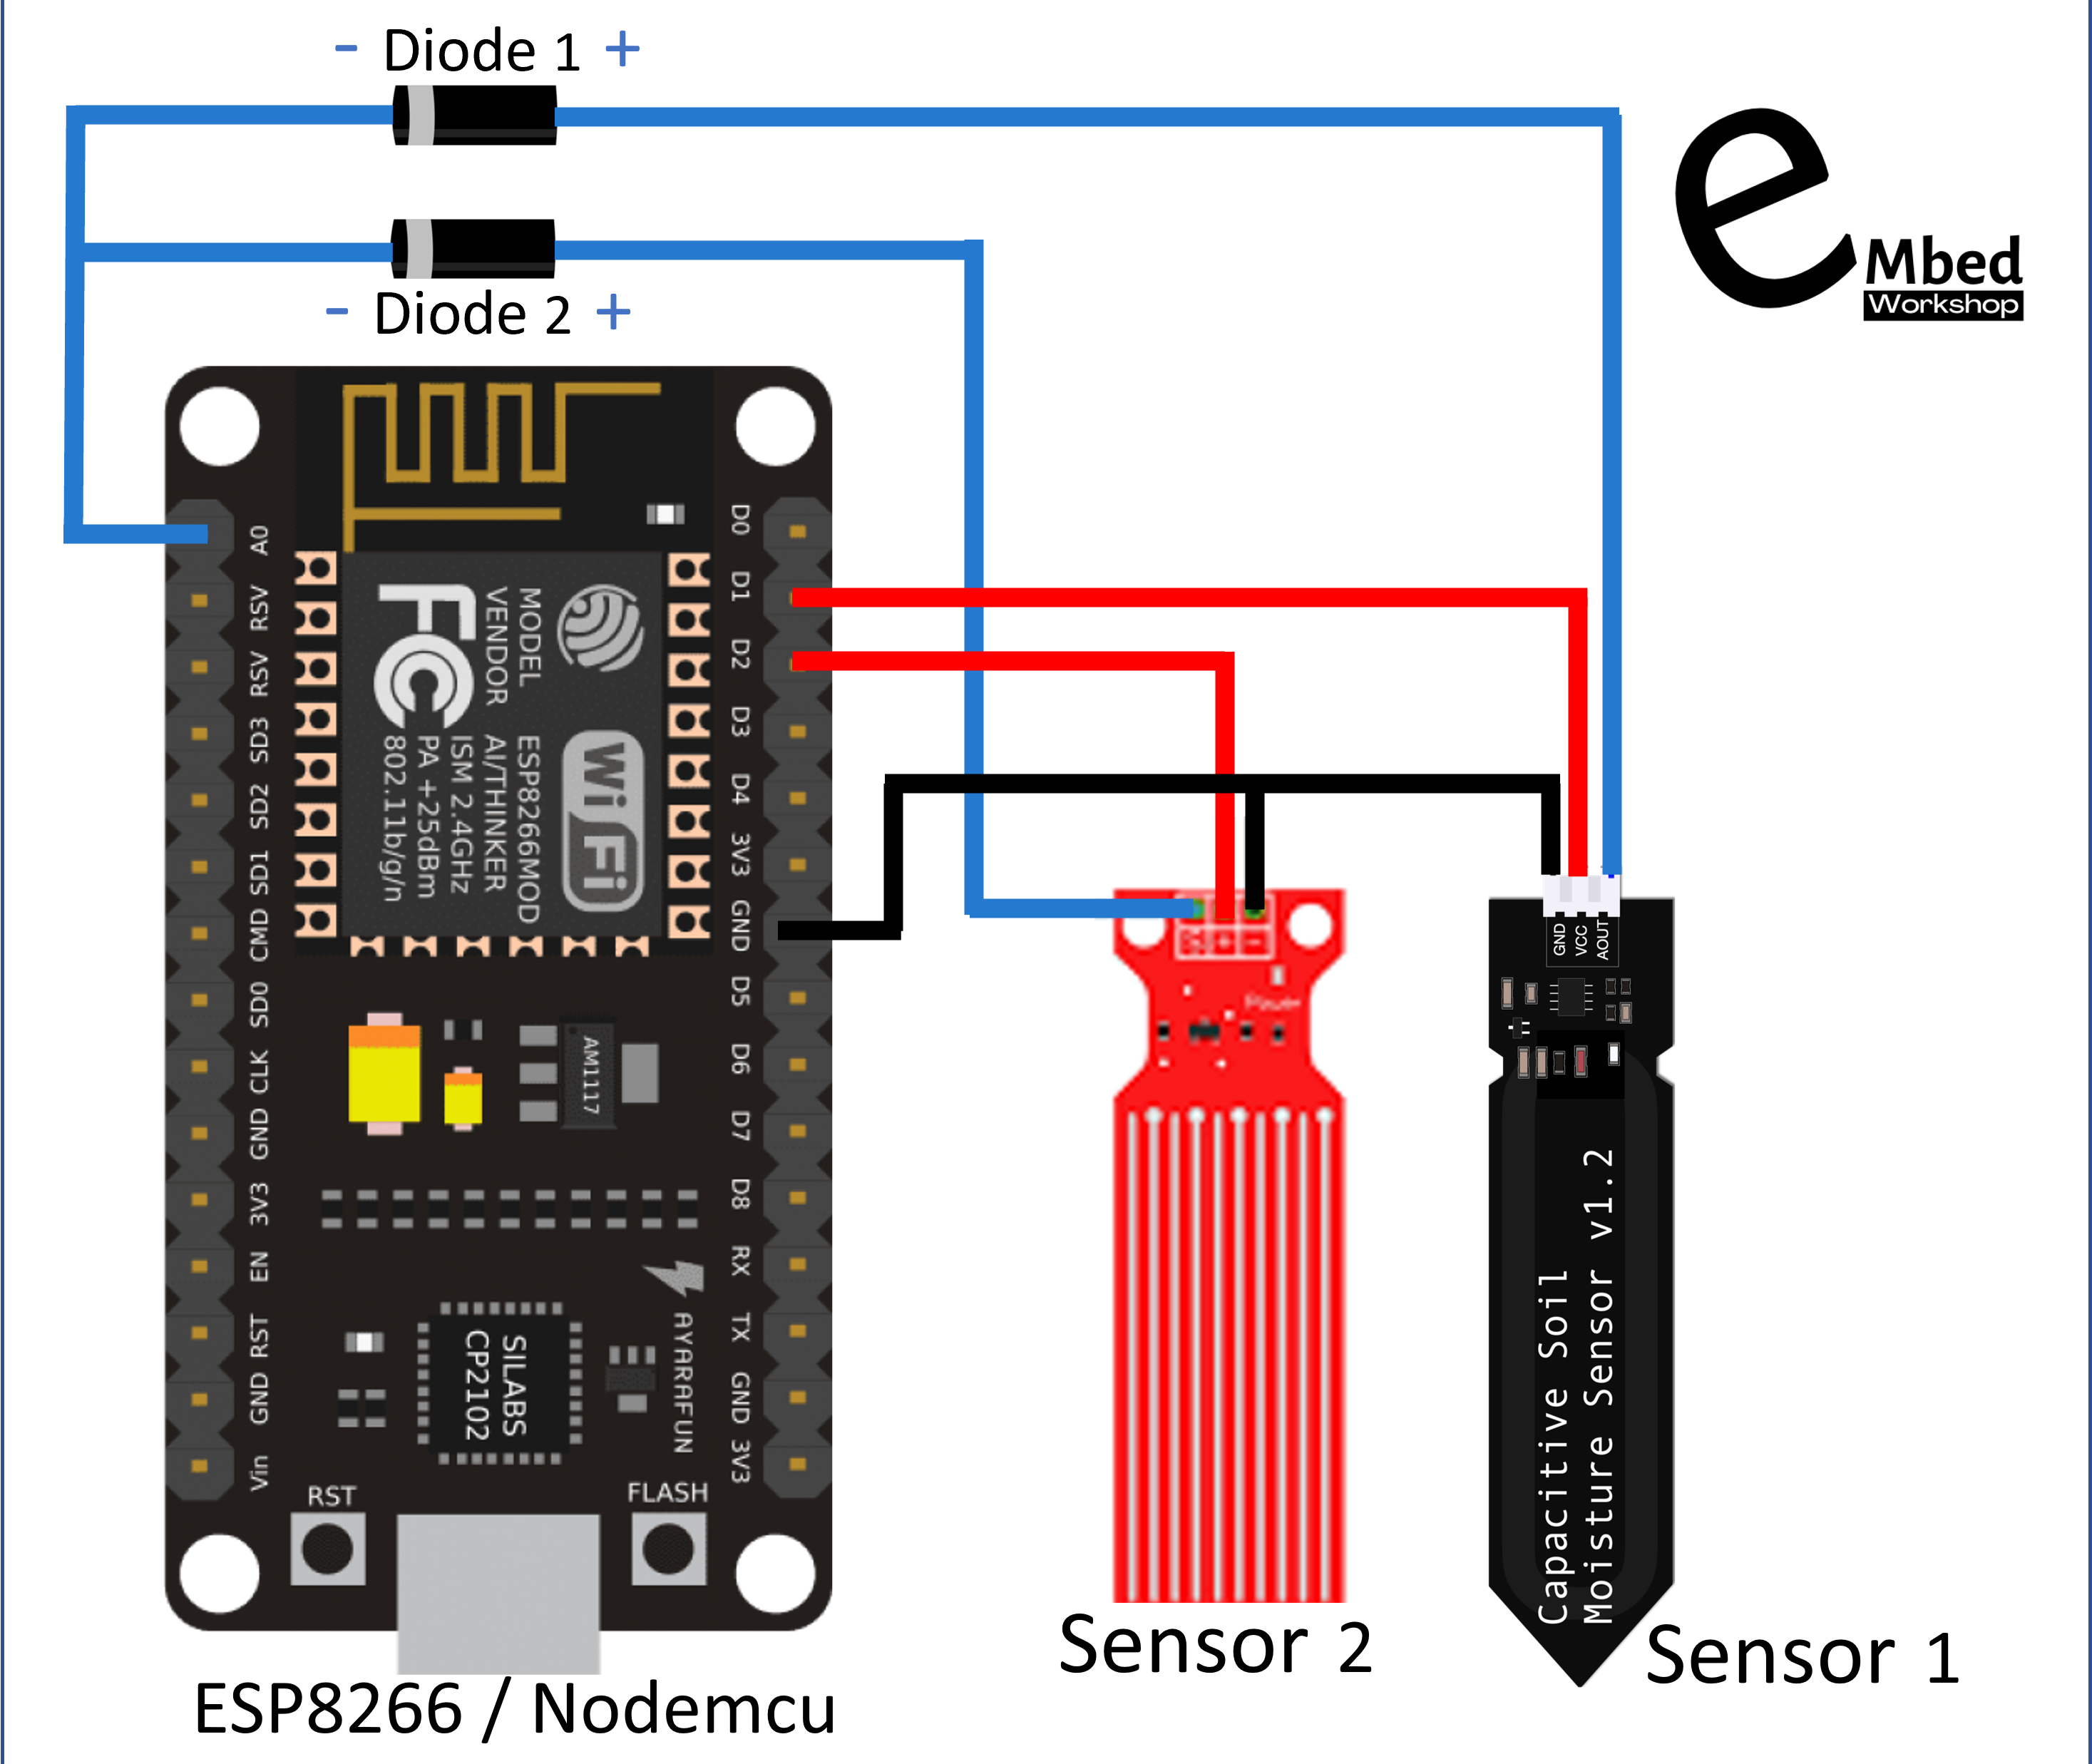 - Diode 1 +
- Diode 2 +
e
Mbed
Workshop
A0
RSV
RSV
SD3
SD2
SD1
CMD
SD0
CLK
GND
3V3
EN
RST
GND
Vin
D0
D1
D2
D3
D4
3V3
GND
D5
D6
D7
D8
RX
TX
GND
3V3
MODEL
VENDOR
FC
ESP8266MOD
AI/THINKER
ISM 2.4GHz
PA +25dBm
802.11b/g/n
WiFi
AM1117
SILABS
CP2102
AYARAFUN
RST
FLASH
ESP8266 / Nodemcu
S + -
Power
Sensor 2
GND
VCC
AOUT
Capacitive Soil
Moisture Sensor v1.2
Sensor 1